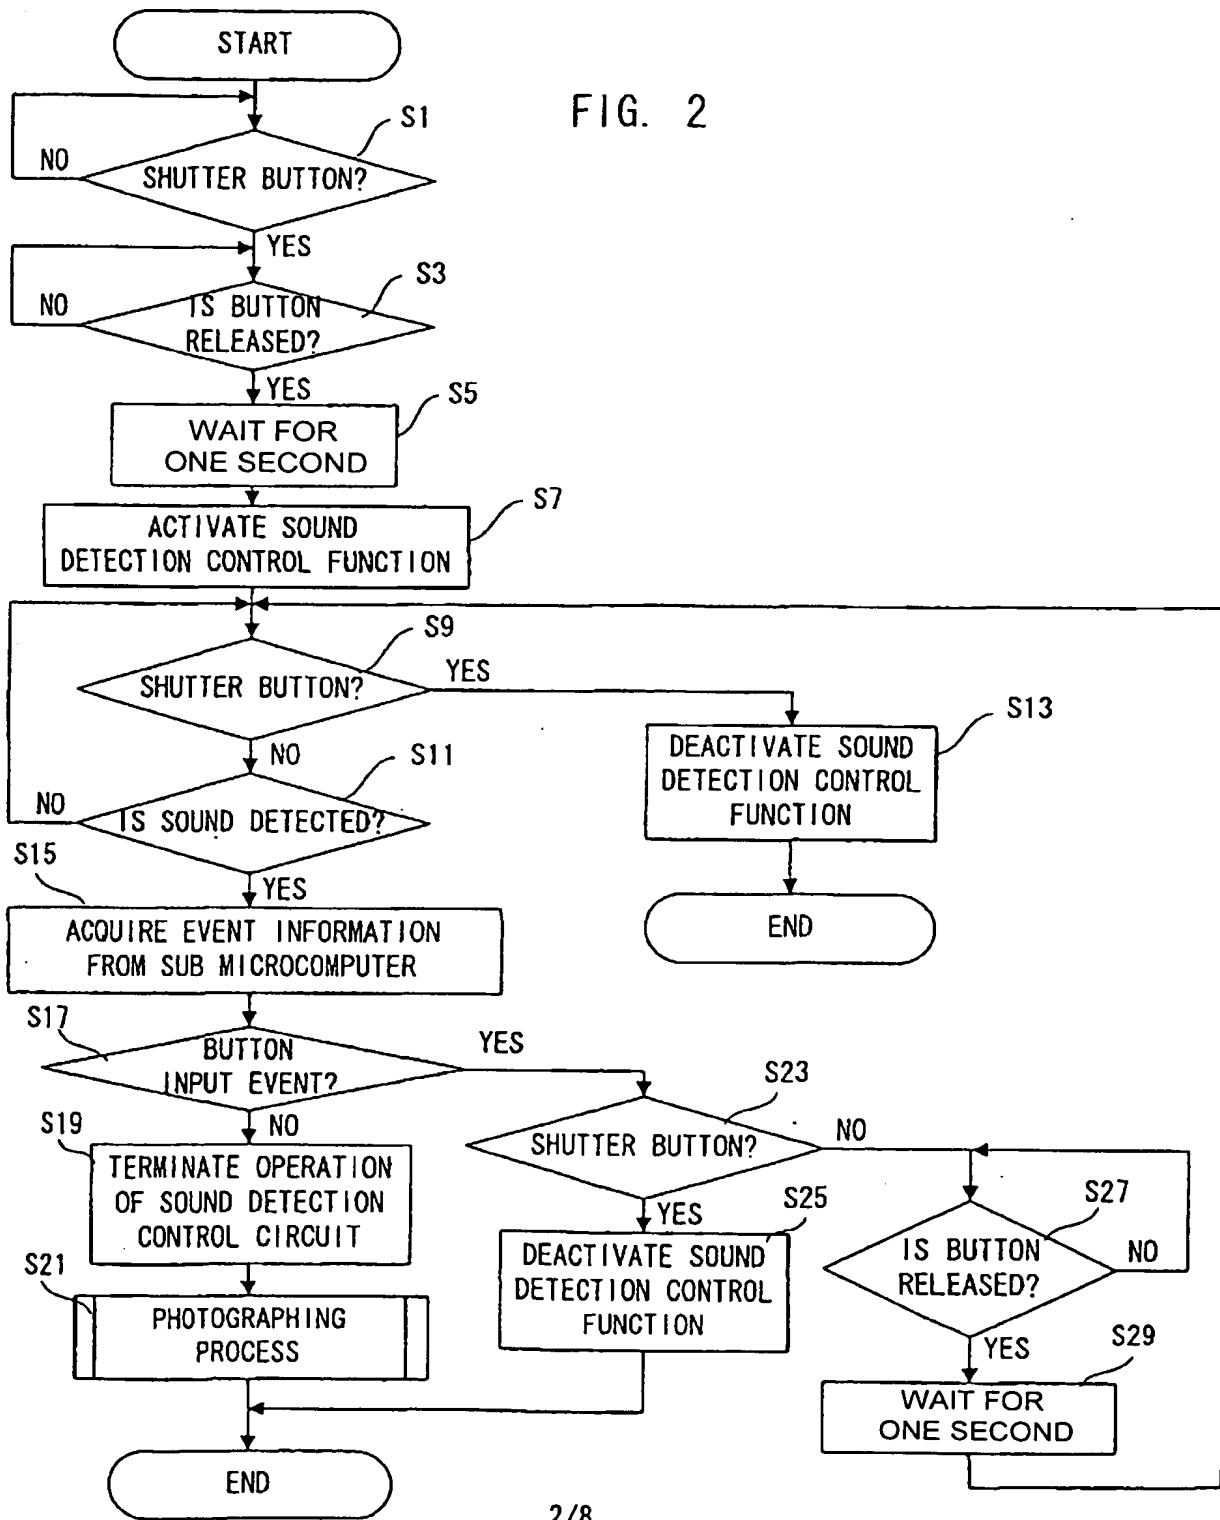 START
FIG. 2
S1
NO
SHUTTER BUTTON?
YES
S3
NO
IS BUTTON
RELEASED?
YES
S5
WAIT FOR
ONE SECOND
S7
ACTIVATE SOUND
DETECTION CONTROL FUNCTION
S9
SHUTTER BUTTON?
YES
S13
DEACTIVATE SOUND
DETECTION CONTROL
FUNCTION
NO
S11
NO
IS SOUND DETECTED?
S15
YES
END
ACQUIRE EVENT INFORMATION
FROM SUB MICROCOMPUTER
S17
BUTTON
INPUT EVENT?
YES
S23
SHUTTER BUTTON?
NO
S19
NO
TERMINATE OPERATION
OF SOUND DETECTION
CONTROL CIRCUIT
YES
S25
DEACTIVATE SOUND
DETECTION CONTROL
FUNCTION
S27
IS BUTTON
RELEASED?
NO
S21
PHOTOGRAPHING
PROCESS
YES
S29
WAIT FOR
ONE SECOND
END
2/8